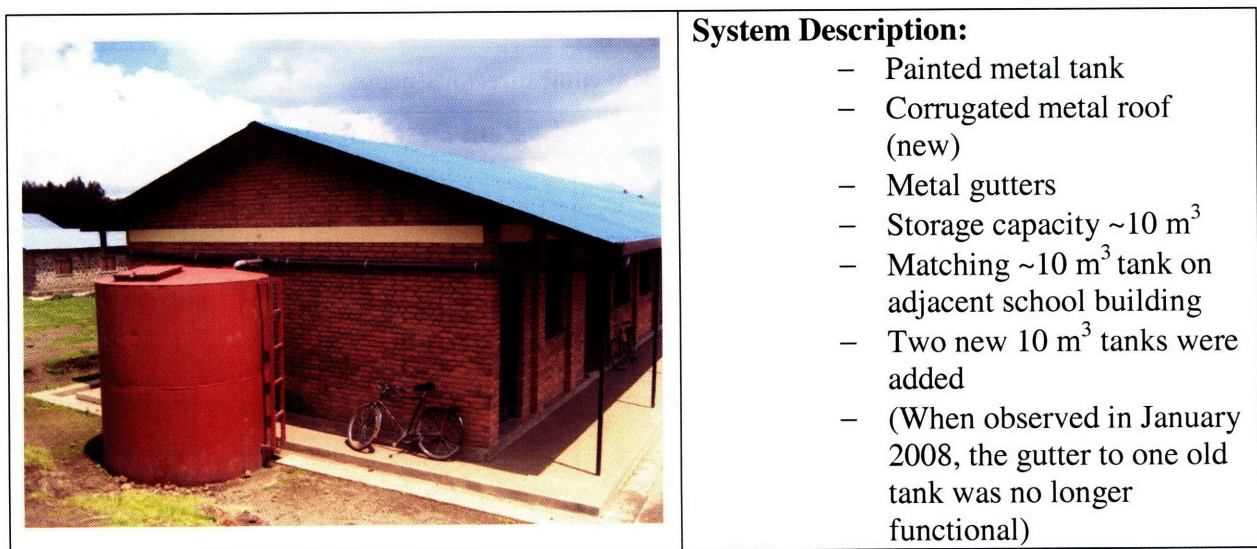 System Description:
– Painted metal tank
– Corrugated metal roof
(new)
– Metal gutters
– Storage capacity ~10 m³
– Matching ~10 m³ tank on
adjacent school building
– Two new 10 m³ tanks were
added
– (When observed in January
2008, the gutter to one old
tank was no longer
functional)